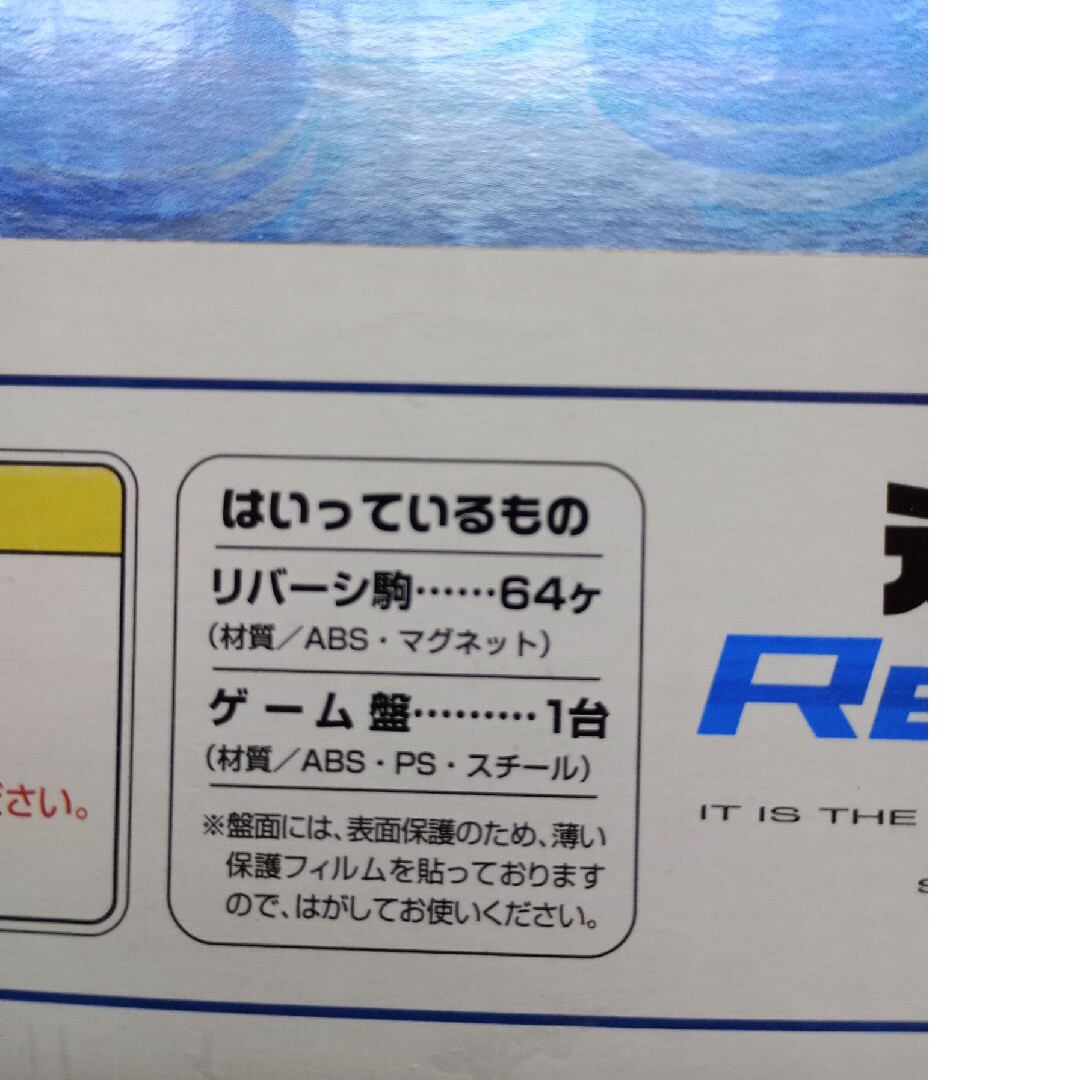 はいっているもの
リバーシ駒……64ヶ
（材質／ABS・マグネット）
ゲーム盤………1台
（材質／ABS・PS・スチール）
※盤面には、表面保護のため、薄い
保護フィルムを貼っております
ので、はがしてお使いください。
ださい。
IT IS THE